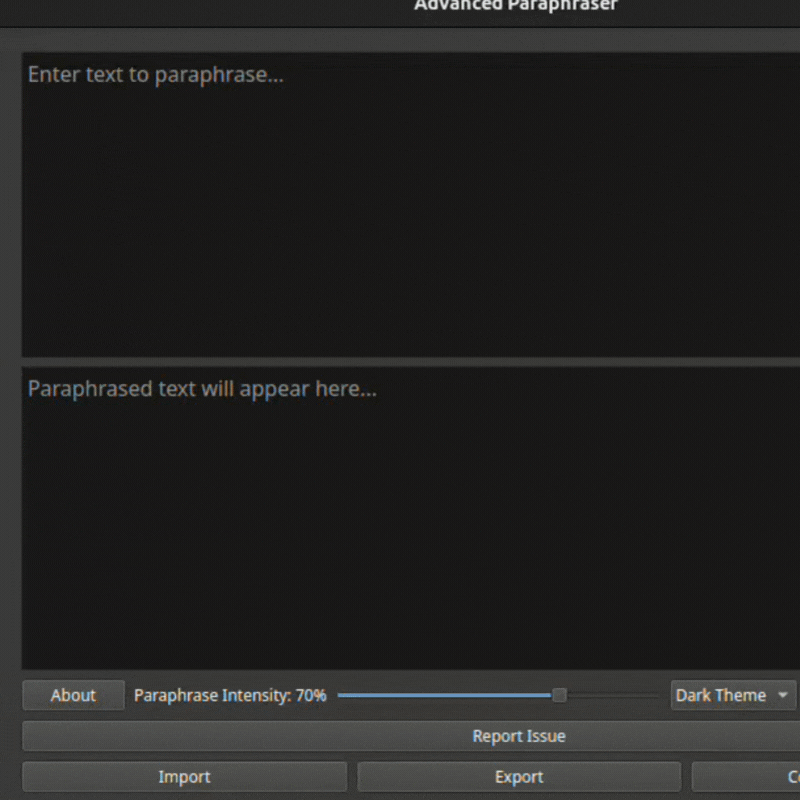 Advanced Paraphraser
Enter text to paraphrase...
Paraphrased text will appear here...
About Paraphrase Intensity: 70% Dark Theme
Report Issue
Import Export